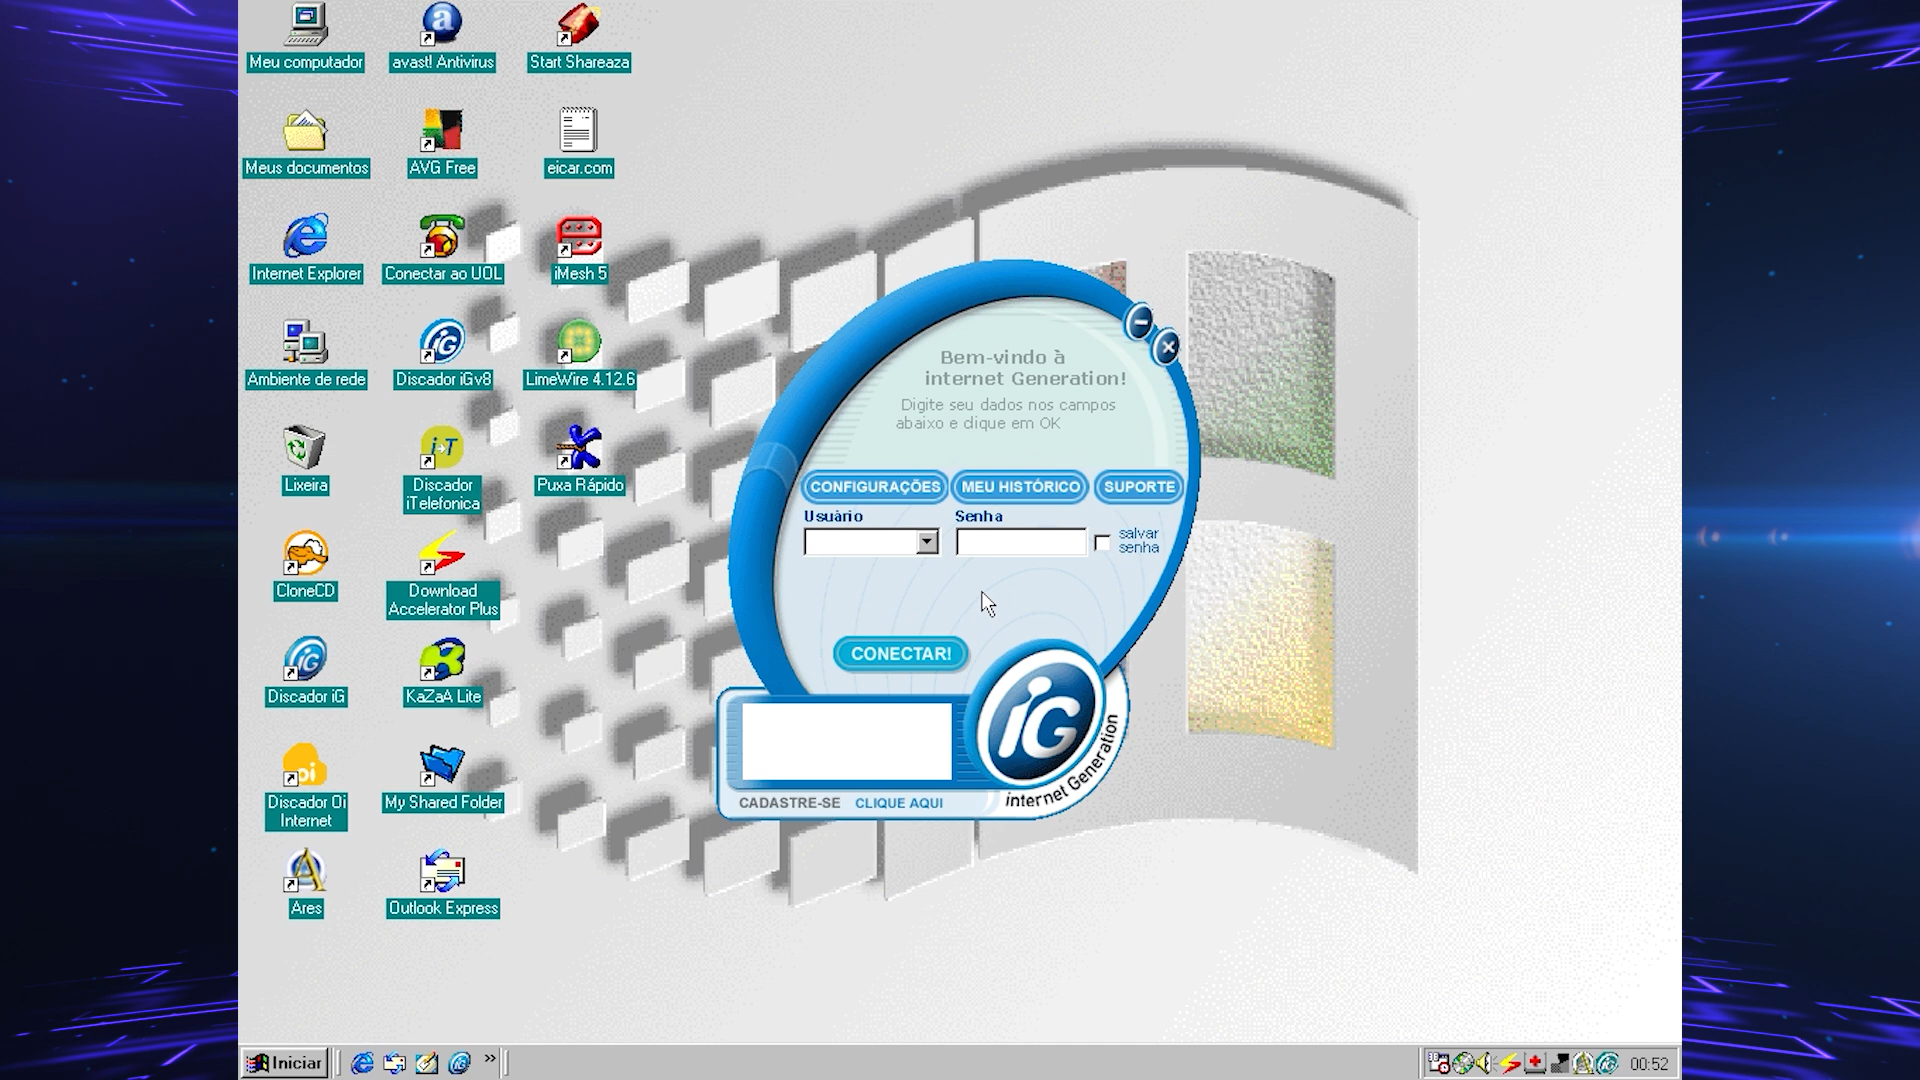 Meu computador
avast! Antivirus
Start Shareaza
Meus documentos
AVG Free
eicar.com
Internet Explorer
Conectar ao UOL
iMesh 5
Ambiente de rede
iG
Discador iGv8
LimeWire 4.12.6
Lixeira
i-T
Discador
iTelefonica
Puxa Rápido
CloneCD
Download
Accelerator Plus
iG
Discador iG
KaZaA Lite
oi
Discador Oi
Internet
My Shared Folder
Ares
Outlook Express
Bem-vindo à
internet Generation!
Digite seu dados nos campos
abaixo e clique em OK
CONFIGURAÇÕES
MEU HISTÓRICO
SUPORTE
Usuário
Senha
salvar
senha
CONECTAR!
iG
internet Generation
CADASTRE-SE CLIQUE AQUI
Iniciar
00:52